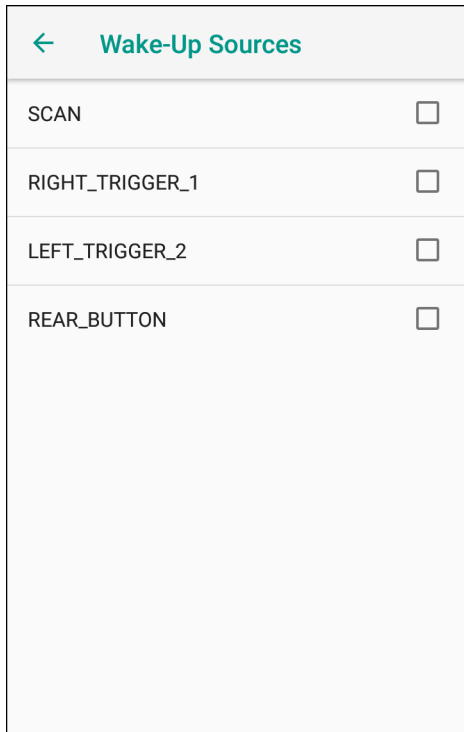 Wake-Up Sources
SCAN
RIGHT_TRIGGER_1
LEFT_TRIGGER_2
REAR_BUTTON